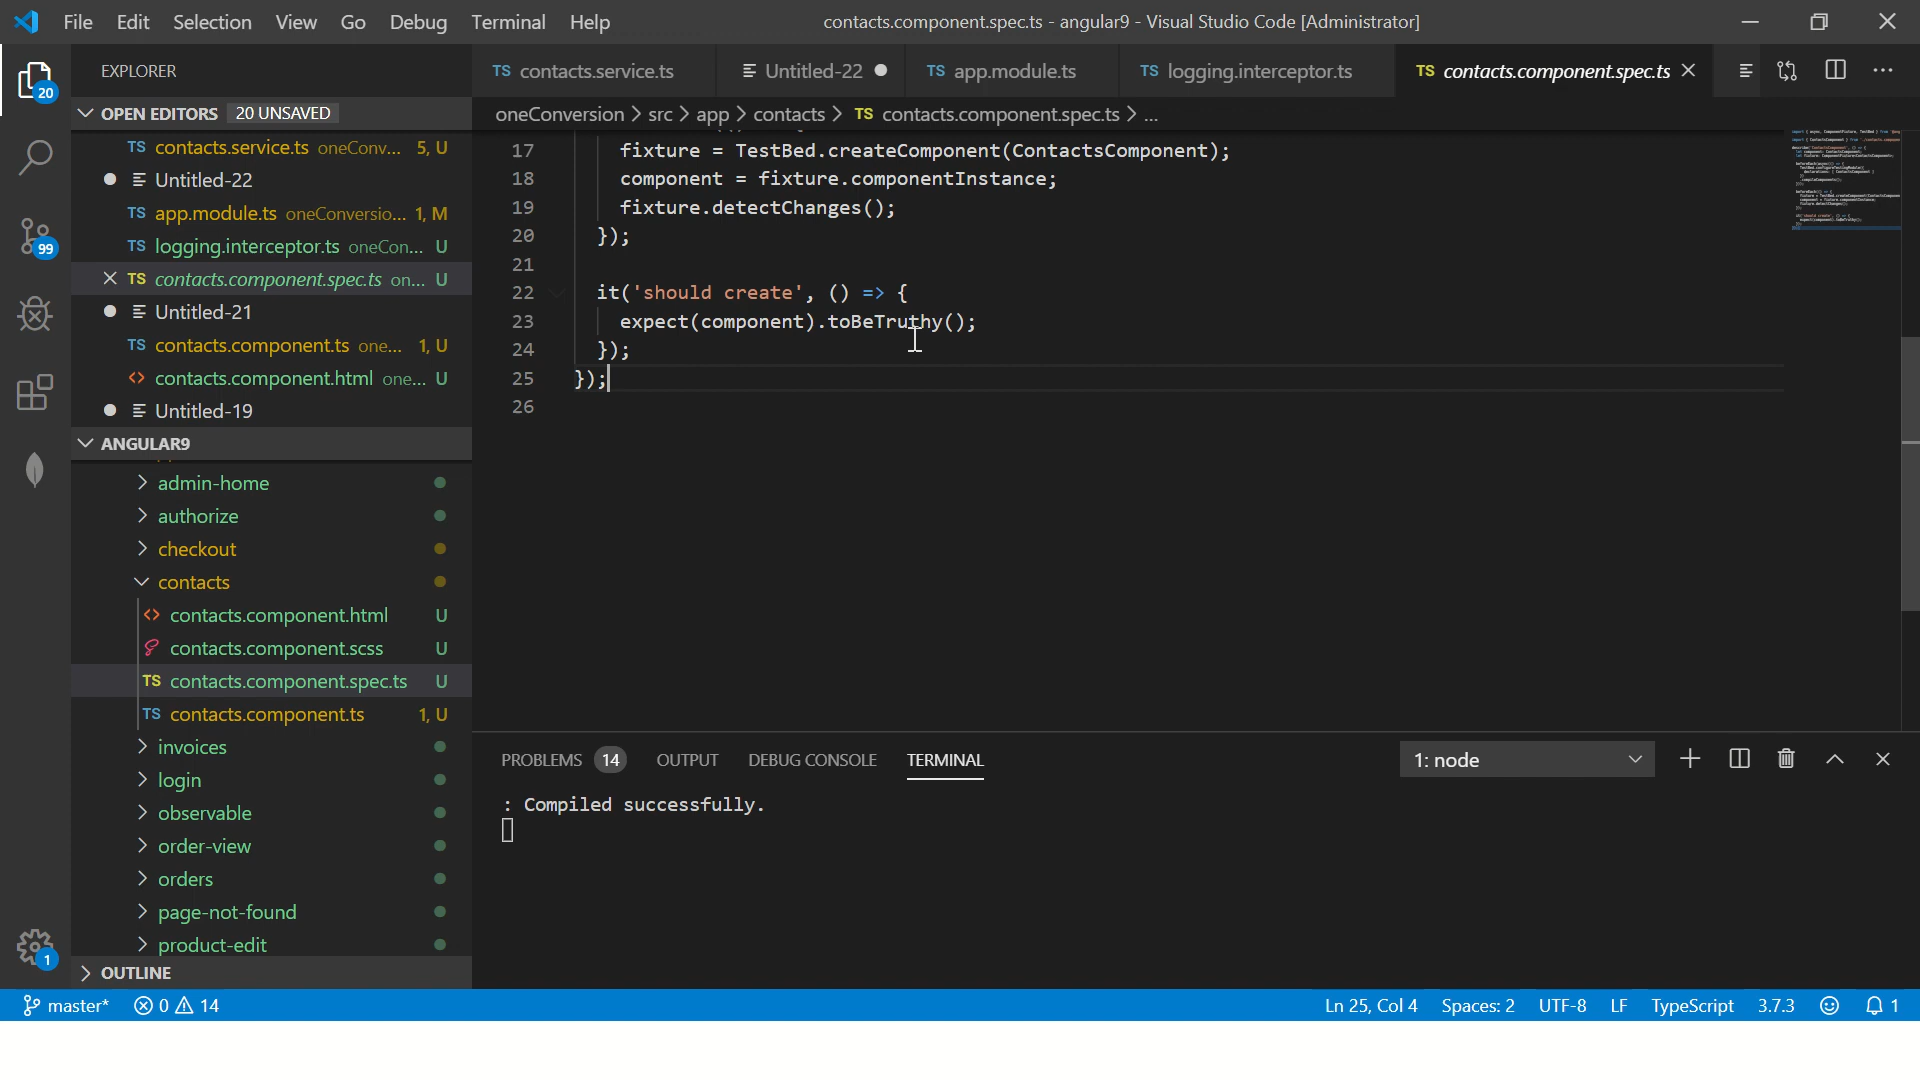 File Edit Selection View Go Debug Terminal Help
contacts.component.spec.ts - angular9 - Visual Studio Code [Administrator]
EXPLORER
TS contacts.service.ts
Untitled-22
TS app.module.ts
TS logging.interceptor.ts
TS contacts.component.spec.ts
20
OPEN EDITORS 20 UNSAVED
oneConversion > src > app > contacts > TS contacts.component.spec.ts > ...
TS contacts.service.ts oneConv... 5, U
Untitled-22
TS app.module.ts oneConversio... 1, M
TS logging.interceptor.ts oneCon... U
TS contacts.component.spec.ts on... U
Untitled-21
TS contacts.component.ts one... 1, U
<> contacts.component.html one... U
Untitled-19
99
ANGULAR9
admin-home
authorize
checkout
contacts
<> contacts.component.html U
contacts.component.scss U
TS contacts.component.spec.ts U
TS contacts.component.ts 1, U
invoices
login
observable
order-view
orders
page-not-found
product-edit
OUTLINE
1
17 fixture = TestBed.createComponent(ContactsComponent);
18 component = fixture.componentInstance;
19 fixture.detectChanges();
20 });
21
22 it('should create', () => {
23 expect(component).toBeTruthy();
24 });
25 });
26
PROBLEMS 14 OUTPUT DEBUG CONSOLE TERMINAL
1: node
: Compiled successfully.
master* 0 14
Ln 25, Col 4 Spaces: 2 UTF-8 LF TypeScript 3.7.3 1